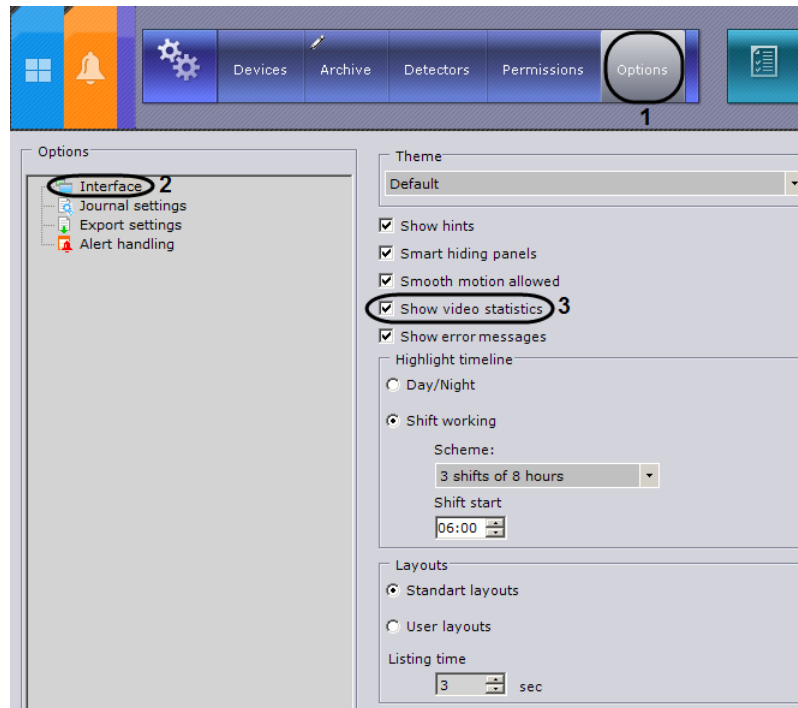 Devices Archive Detectors Permissions Options
1
Options
Interface 2
Journal settings
Export settings
Alert handling
Theme
Default
Show hints
Smart hiding panels
Smooth motion allowed
Show video statistics 3
Show error messages
Highlight timeline
Day/Night
Shift working
Scheme:
3 shifts of 8 hours
Shift start
06:00
Layouts
Standart layouts
User layouts
Listing time
3 sec